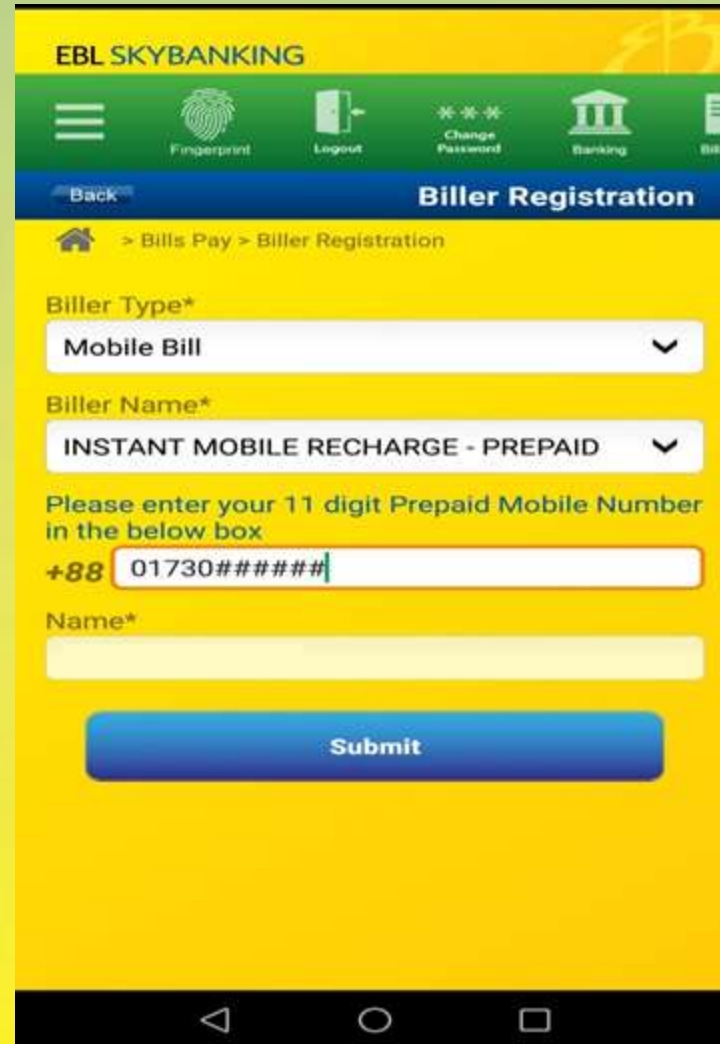 EBL SKYBANKING
Fingerprint
Logout
***
Change
Password
Banking
Back
Biller Registration
> Bills Pay > Biller Registration
Biller Type*
Mobile Bill
Biller Name*
INSTANT MOBILE RECHARGE - PREPAID
Please enter your 11 digit Prepaid Mobile Number
in the below box
+88 01730######
Name*
Submit